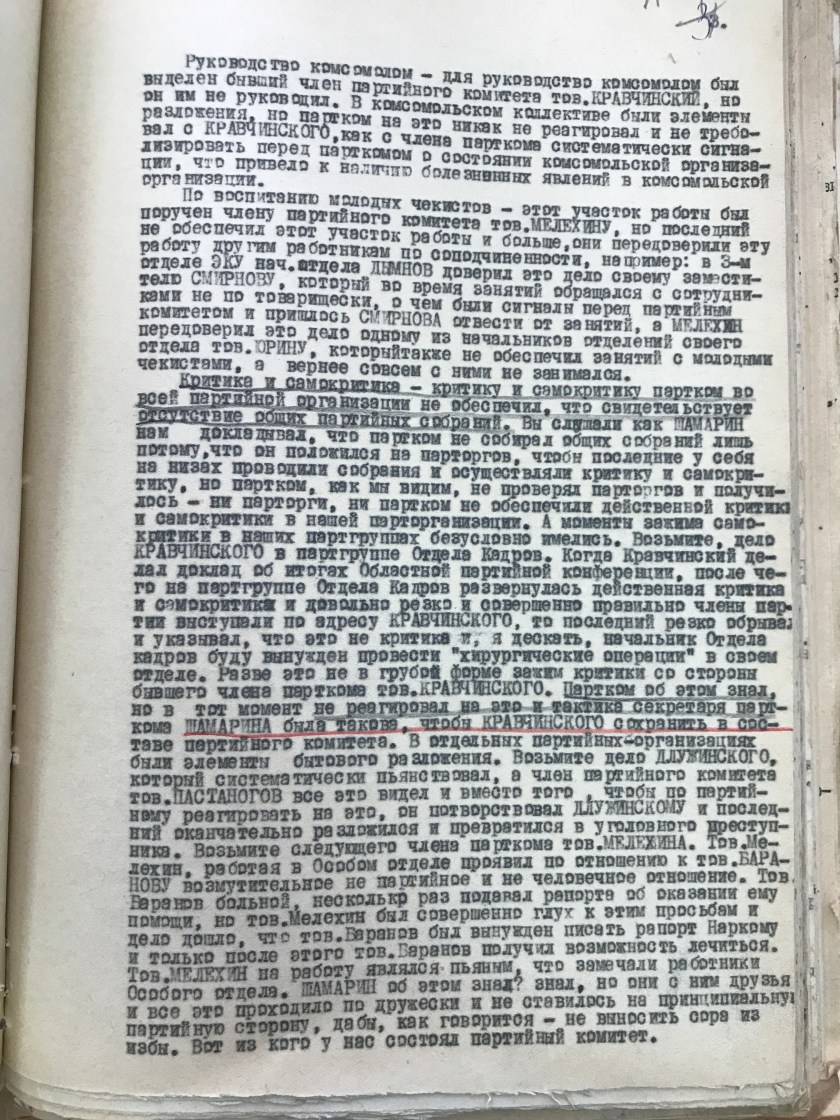 38.
Руководство комсомолом – для руководство комсомолом был
выделен бывший член партийного комитета тов.КРАВЧИНСКИЙ, но
он им не руководил. В комсомольском коллективе были элементы
разложения, но партком на это никак не реагировал и не требо-
вал с КРАВЧИНСКОГО,как с члена парткома систематически сигна-
лизировать перед парткомом о состоянии комсомольской организа-
ции, что привело к наличию болезненных явлений в комсомольской
организации.
По воспитанию молодых чекистов – этот участок работы был
поручен члену партийного комитета тов.МЕЛЕХИНУ, но последний
не обеспечил этот участок работы и больше,они передоверили эту
работу другим работникам по соподчиненности, например: в 3-м
отделе ЭКУ нач.отдела ДЫМНОВ доверил это дело своему замести-
телю СМИРНОВУ, который во время занятий обращался с сотрудни-
ками не по товарищески, о чем были сигналы перед партийным
комитетом и пришлось СМИРНОВА отвести от занятий, а МЕЛЕХИН
передоверил это дело одному из начальников отделений своего
отдела тов.ЮРИНУ, которыйтакже не обеспечил занятий с молодыми
чекистами, а вернее совсем с ними не занимался.
Критика и самокритика – критику и самокритику партком во
всей партийной организации не обеспечил, что свидетельствует
отсутствие общих партийных собраний. Вы слушали как ШАМАРИН
нам докладывал, что партком не собирал общих собраний лишь
потому,что он положился на парторгов, чтобы последние у себя
на низах проводили собрания и осуществляли критику и самокри-
тику, но партком, как мы видим, не проверял парторгов и получи-
лось – ни парторги, ни партком не обеспечили действенной критики
и самокритики в нашей парторганизации. А моменты зажима само-
критики в наших партгруппах безусловно имелись. Возьмите, дело
КРАВЧИНСКОГО в партгруппе Отдела Кадров. Когда Кравчинский де-
лал доклад об итогах Областной партийной конференции, после че-
го на партгруппе Отдела Кадров развернулась действенная критика
и самокритика и довольно резко и совершенно правильно члены пар-
тии выступали по адресу КРАВЧИНСКОГО, то последний резко обрывал
и указывал, что это не критика и, я дескать, начальник Отдела
кадров буду вынужден провести "хирургические операции" в своем
отделе. Разве это не в грубой форме зажим критики со стороны
бывшего члена парткома тов.КРАВЧИНСКОГО. Партком об этом знал,
но в тот момент не реагировал на это и тактика секретаря парт-
кома ШАМАРИНА была такова, чтобы КРАВЧИНСКОГО сохранить в сос-
таве партийного комитета. В отдельных партийных-организациях
были элементы бытового разложения. Возьмите дело ДЛУЖИНСКОГО,
который систематически пьянствовал, а член партийного комитета
тов.ПАСТАНОГОВ все это видел и вместо того , чтобы по партий-
ному реагировать на это, он потворствовал ДЛУЖИНСКОМУ и послед-
ний оканчательно разложился и превратился в уголовного преступ-
ника. Возьмите следующего члена парткома тов.МЕЛЕХИНА. Тов.Ме-
лехин, работая в Особом отделе проявил по отношению к тов.БАРА-
НОВУ возмутительное не партийное и не человечное отношение. Тов.
Баранов больной, несколько раз подавал рапорта об оказании ему
помощи, но тов.Мелехин был совершенно глух к этим просьбам и
дело дошло, что тов.Баранов был вынужден писать рапорт Наркому
и только после этого тов.Баранов получил возможность лечиться.
Тов.МЕЛЕХИН на работу являлся пьяным, что замечали работники
Особого отдела. ШАМАРИН об этом знал? знал, но они с ним друзья
и все это проходило по дружески и не ставилось на принципиальную
партийную сторону, дабы, как говорится – не выносить сора из
избы. Вот из кого у нас состоял партийный комитет.